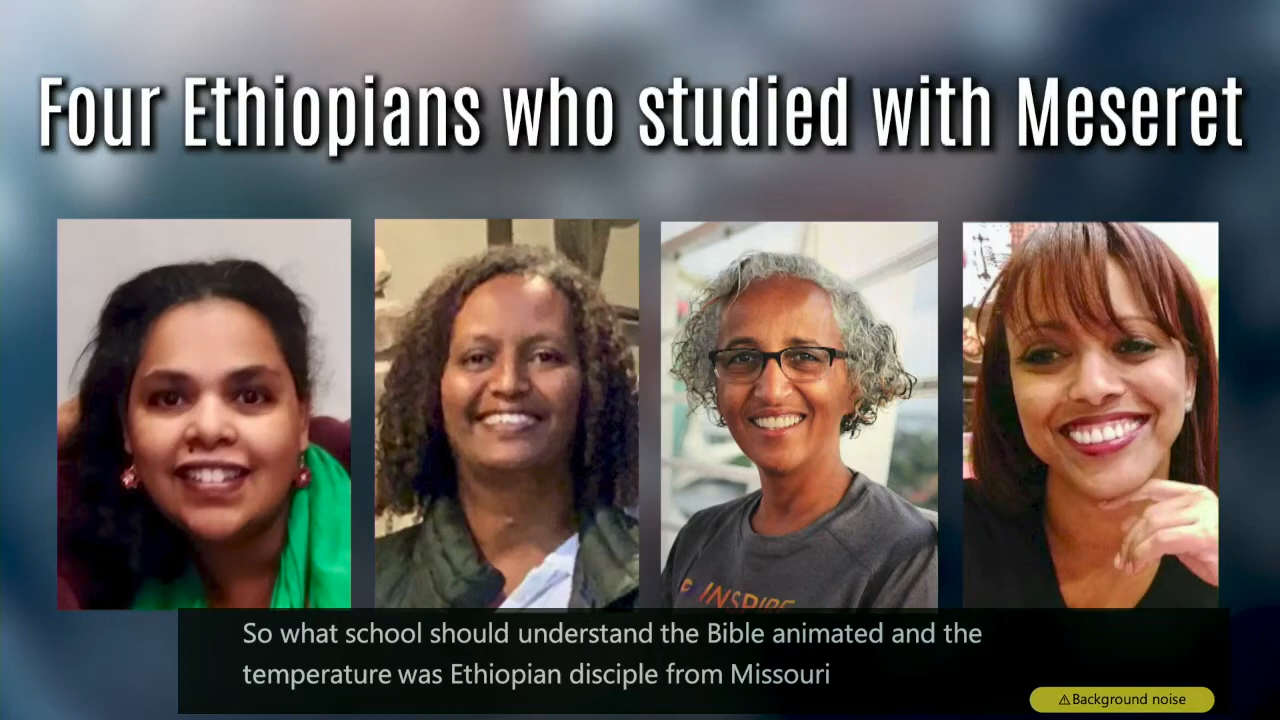 Four Ethiopians who studied with Meseret
INSPIRE
So what school should understand the Bible animated and the
temperature was Ethiopian disciple from Missouri
⚠Background noise